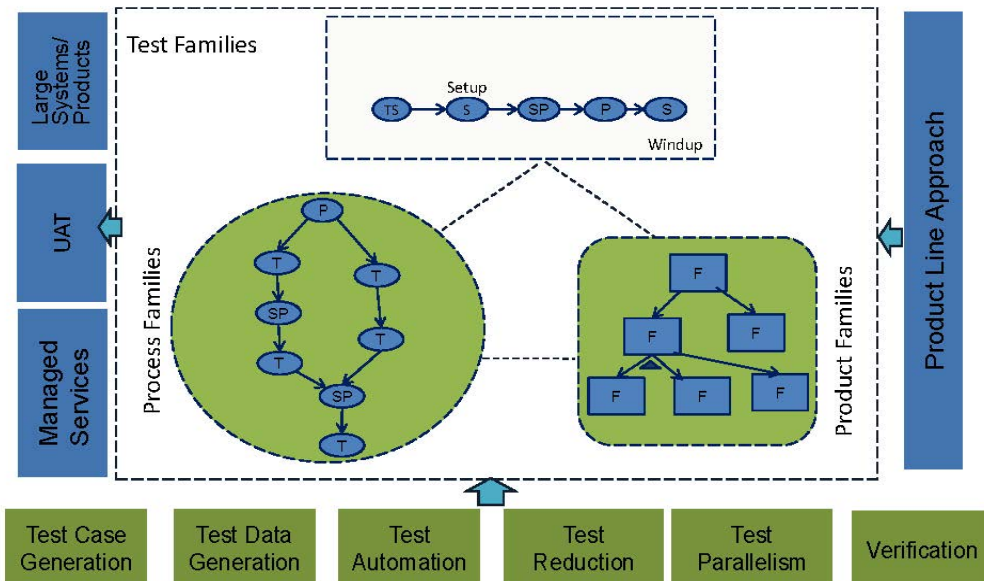 Large
Systems/
Products
UAT
Managed
Services
Test Families
Setup
TS
S
SP
P
S
Windup
Process Families
P
T
T
SP
T
T
SP
T
Product Families
F
F
F
F
F
F
Product Line Approach
Test Case
Generation
Test Data
Generation
Test
Automation
Test
Reduction
Test
Parallelism
Verification